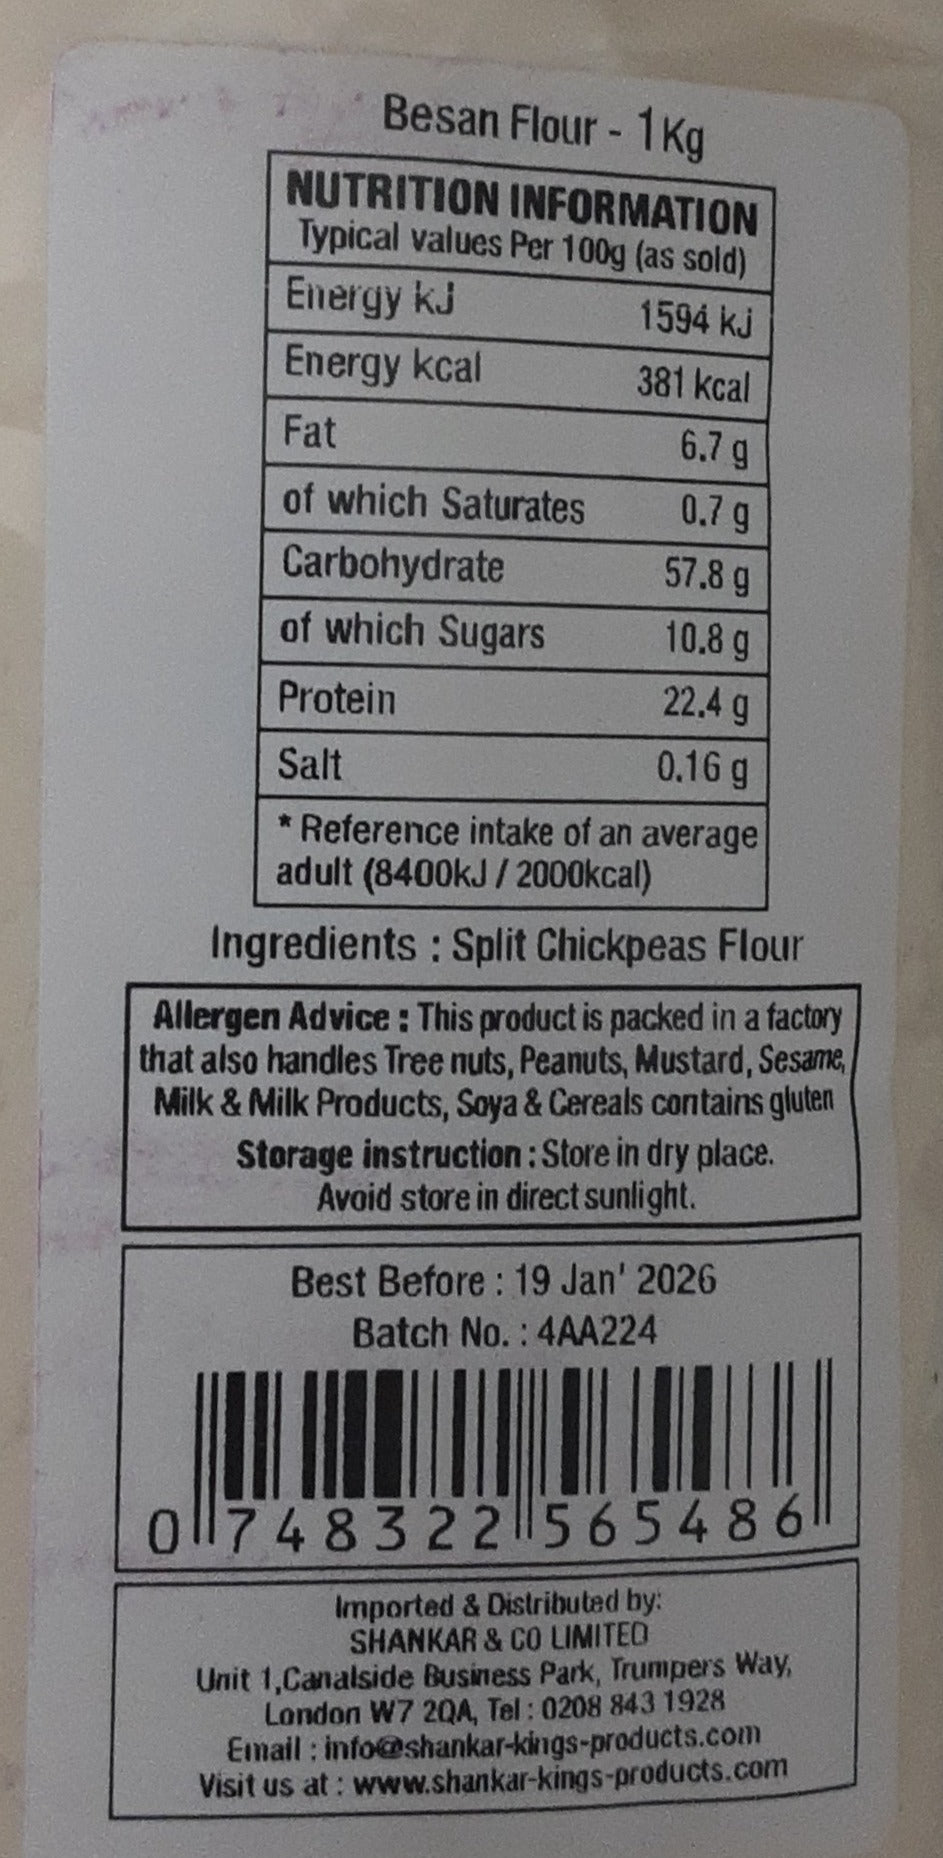 Besan Flour - 1Kg
NUTRITION INFORMATION
Typical values Per 100g (as sold)
Energy kJ 1594 kj
Energy kcal 381 kcal
Fat 6.7 g
of which Saturates 0.7 g
Carbohydrate 57.8 g
of which Sugars 10.8 g
Protein 22.4 g
Salt 0.16 g
* Reference intake of an average
adult (8400kJ / 2000kcal)
Ingredients : Split Chickpeas Flour
Allergen Advice : This product is packed in a factory
that also handles Tree nuts, Peanuts, Mustard, Sesame,
Milk & Milk Products, Soya & Cereals contains gluten
Storage instruction : Store in dry place.
Avoid store in direct sunlight.
Best Before : 19 Jan' 2026
Batch No. : 4AA224
0 748322 565486
Imported & Distributed by:
SHANKAR & CO LIMITED
Unit 1,Canalside Business Park, Trumpers Way,
London W7 2QA, Tel : 0208 843 1928
Email : info@shankar-kings-products.com
Visit us at : www.shankar-kings-products.com